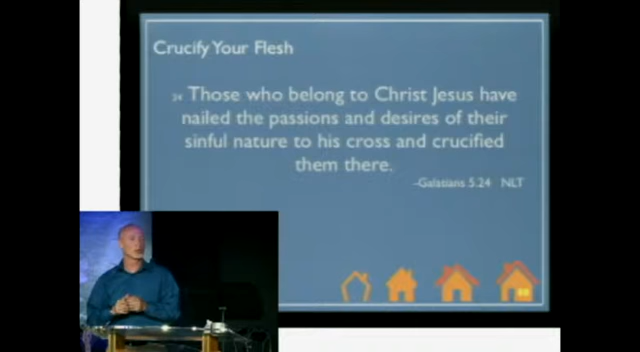 Crucify Your Flesh
24 Those who belong to Christ Jesus have
nailed the passions and desires of their
sinful nature to his cross and crucified
them there.
–Galasians 5.24 NLT